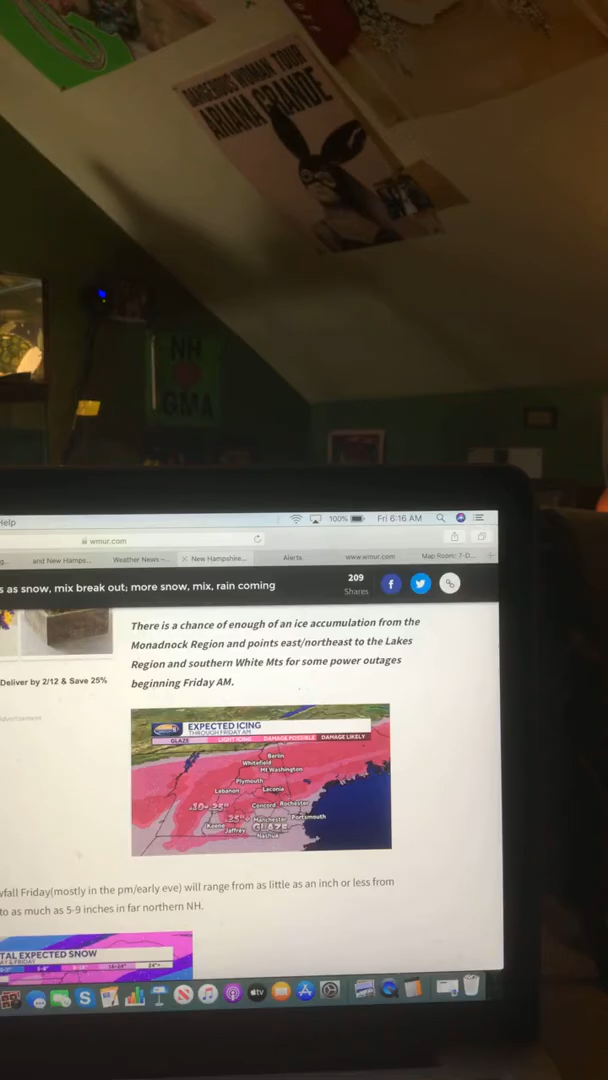 DANGEROUS WOMAN TOUR
ARIANA GRANDE
NH
GMA
Help
100%
Fri 6:16 AM
wmur.com
and New Hamps...
Weather News –...
New Hampshire...
Alerts
www.wmur.com
Map Room: 7-D...
s as snow, mix break out; more snow, mix, rain coming
209
Shares
There is a chance of enough of an ice accumulation from the
Monadnock Region and points east/northeast to the Lakes
Region and southern White Mts for some power outages
beginning Friday AM.
Deliver by 2/12 & Save 25%
Advertisement
EXPECTED ICING
THROUGH FRIDAY AM
GLAZE
LIGHT ICING
DAMAGE POSSIBLE
DAMAGE LIKELY
Berlin
Whitefield
Mt Washington
Plymouth
Lebanon
Laconia
Concord
Rochester
.25"+
Manchester
Portsmouth
Keene
Jaffrey
GLAZE
Nashua
vfall Friday(mostly in the pm/early eve) will range from as little as an inch or less from
to as much as 5-9 inches in far northern NH.
TAL EXPECTED SNOW
AY & FRIDAY
24"+
tv